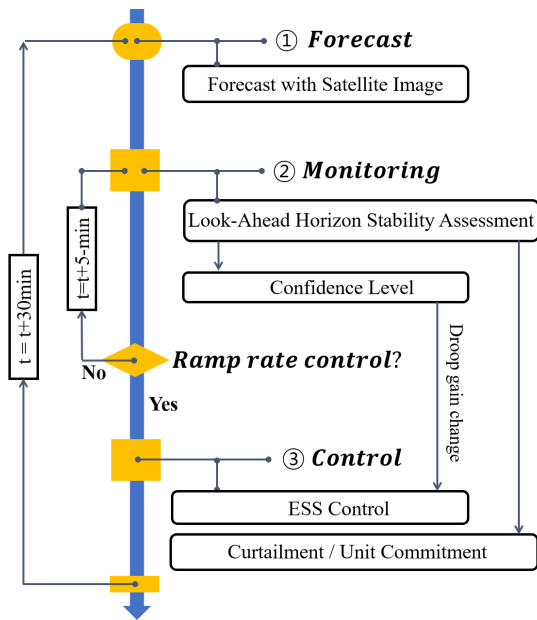 ① Forecast
Forecast with Satellite Image
② Monitoring
Look-Ahead Horizon Stability Assessment
t=t+5-min
t = t+30min
Confidence Level
Droop gain change
Ramp rate control?
No
Yes
③ Control
ESS Control
Curtailment / Unit Commitment